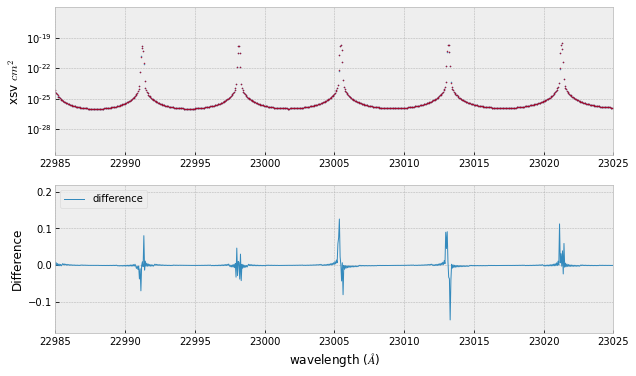 xsv cm²
10⁻¹⁹
10⁻²²
10⁻²⁵
10⁻²⁸
22985 22990 22995 23000 23005 23010 23015 23020 23025
difference
Difference
0.2
0.1
0.0
−0.1
22985 22990 22995 23000 23005 23010 23015 23020 23025
wavelength (Å)